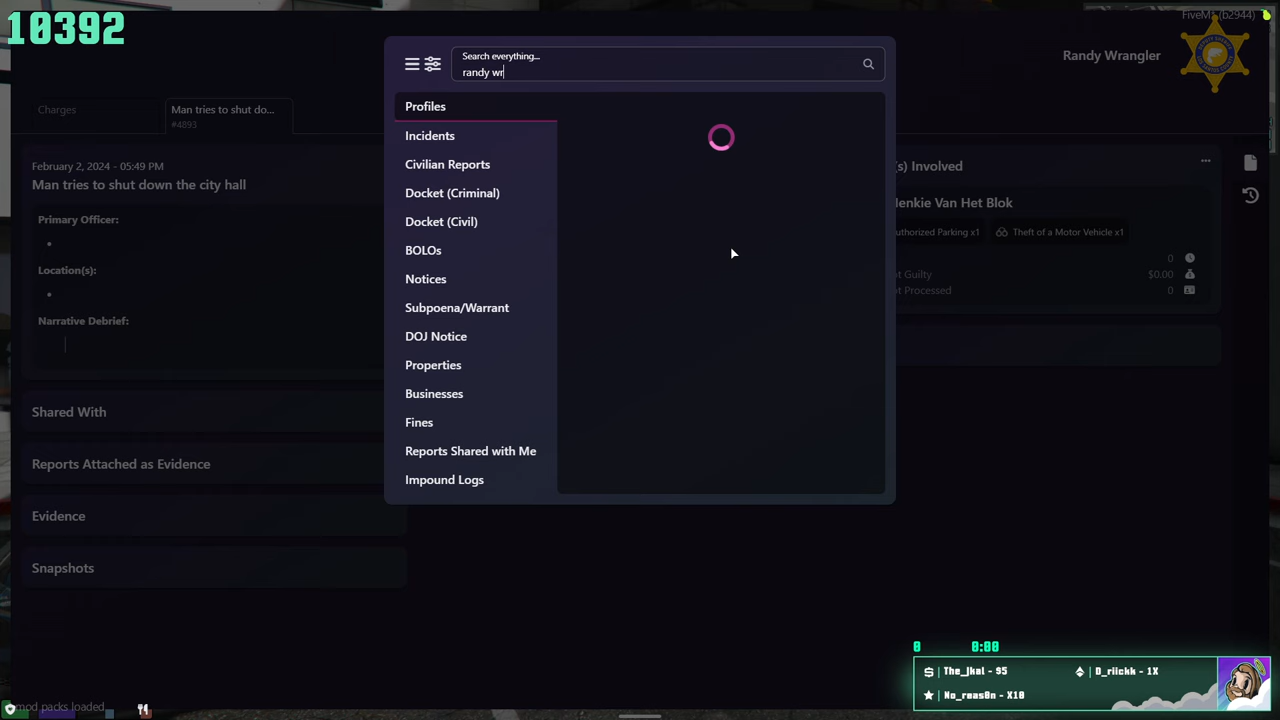 10392
FiveM (b2944)
Randy Wrangler
Search everything...
randy wr
Charges
Man tries to shut do...
#4893
Profiles
Incidents
Civilian Reports
Docket (Criminal)
Docket (Civil)
BOLOs
Notices
Subpoena/Warrant
DOJ Notice
Properties
Businesses
Fines
Reports Shared with Me
Impound Logs
February 2, 2024 - 05:49 PM
Man tries to shut down the city hall
Primary Officer:
Location(s):
Narrative Debrief:
Shared With
Reports Attached as Evidence
Evidence
Snapshots
(s) Involved
Henkie Van Het Blok
uthorized Parking x1
Theft of a Motor Vehicle x1
0
t Guilty
$0.00
t Processed
0
0
0:00
The_jkal - 95
D_riickk - 1X
No_reas0n - X10
mod packs loaded